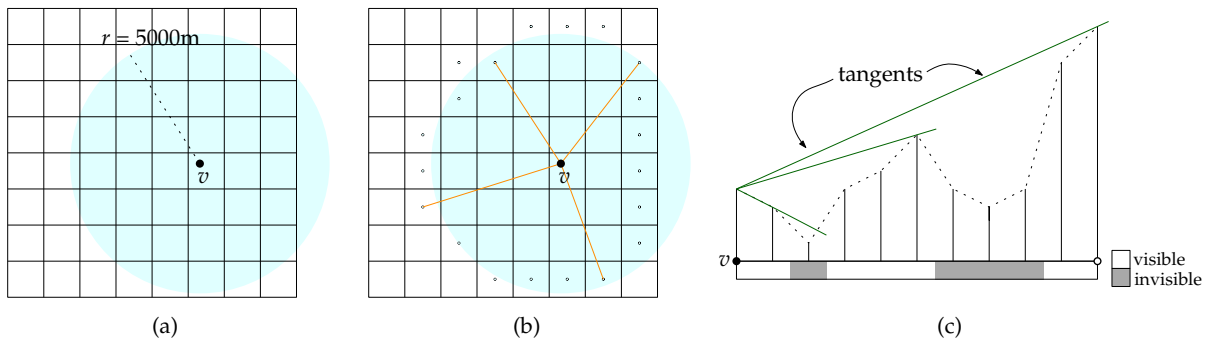 r = 5000m
v
(a)
v
(b)
tangents
v
visible
invisible
(c)